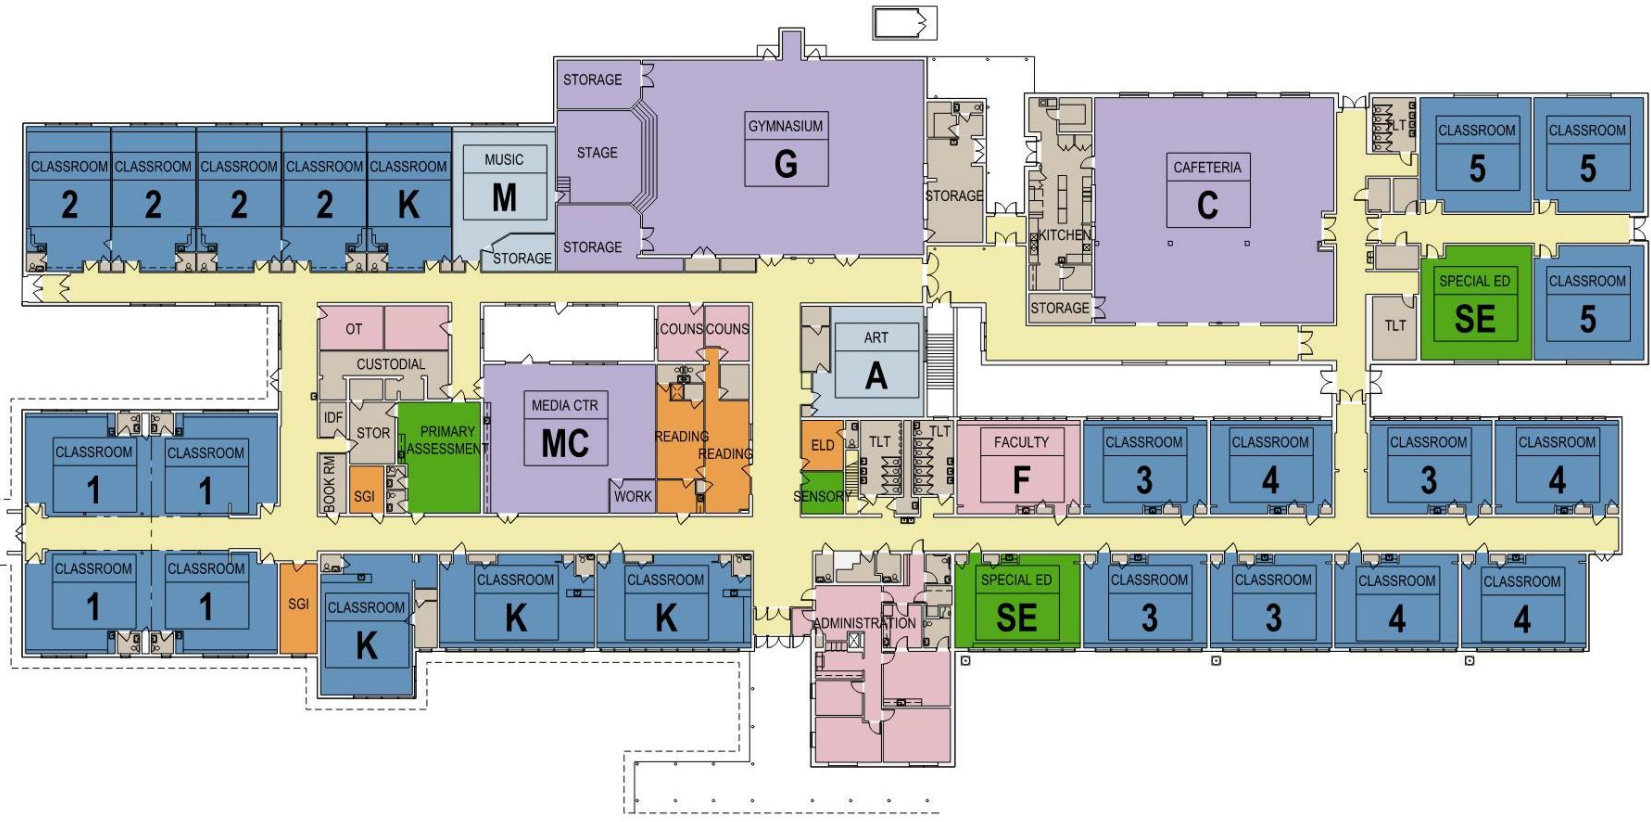 STORAGE
GYMNASIUM
G
STAGE
STORAGE
CLASSROOM
2
CLASSROOM
2
CLASSROOM
2
CLASSROOM
2
CLASSROOM
K
MUSIC
M
STORAGE
STORAGE
KITCHEN
STORAGE
CAFETERIA
C
TLT
CLASSROOM
5
CLASSROOM
5
SPECIAL ED
SE
CLASSROOM
5
TLT
OT
CUSTODIAL
COUNS
COUNS
ART
A
IDF
STOR
PRIMARY
ASSESSMENT
MEDIA CTR
MC
READING
READING
WORK
BOOK RM
SGI
ELD
SENSORY
TLT
TLT
FACULTY
F
CLASSROOM
3
CLASSROOM
4
CLASSROOM
3
CLASSROOM
4
CLASSROOM
1
CLASSROOM
1
CLASSROOM
1
CLASSROOM
1
SGI
CLASSROOM
K
CLASSROOM
K
CLASSROOM
K
ADMINISTRATION
SPECIAL ED
SE
CLASSROOM
3
CLASSROOM
3
CLASSROOM
4
CLASSROOM
4